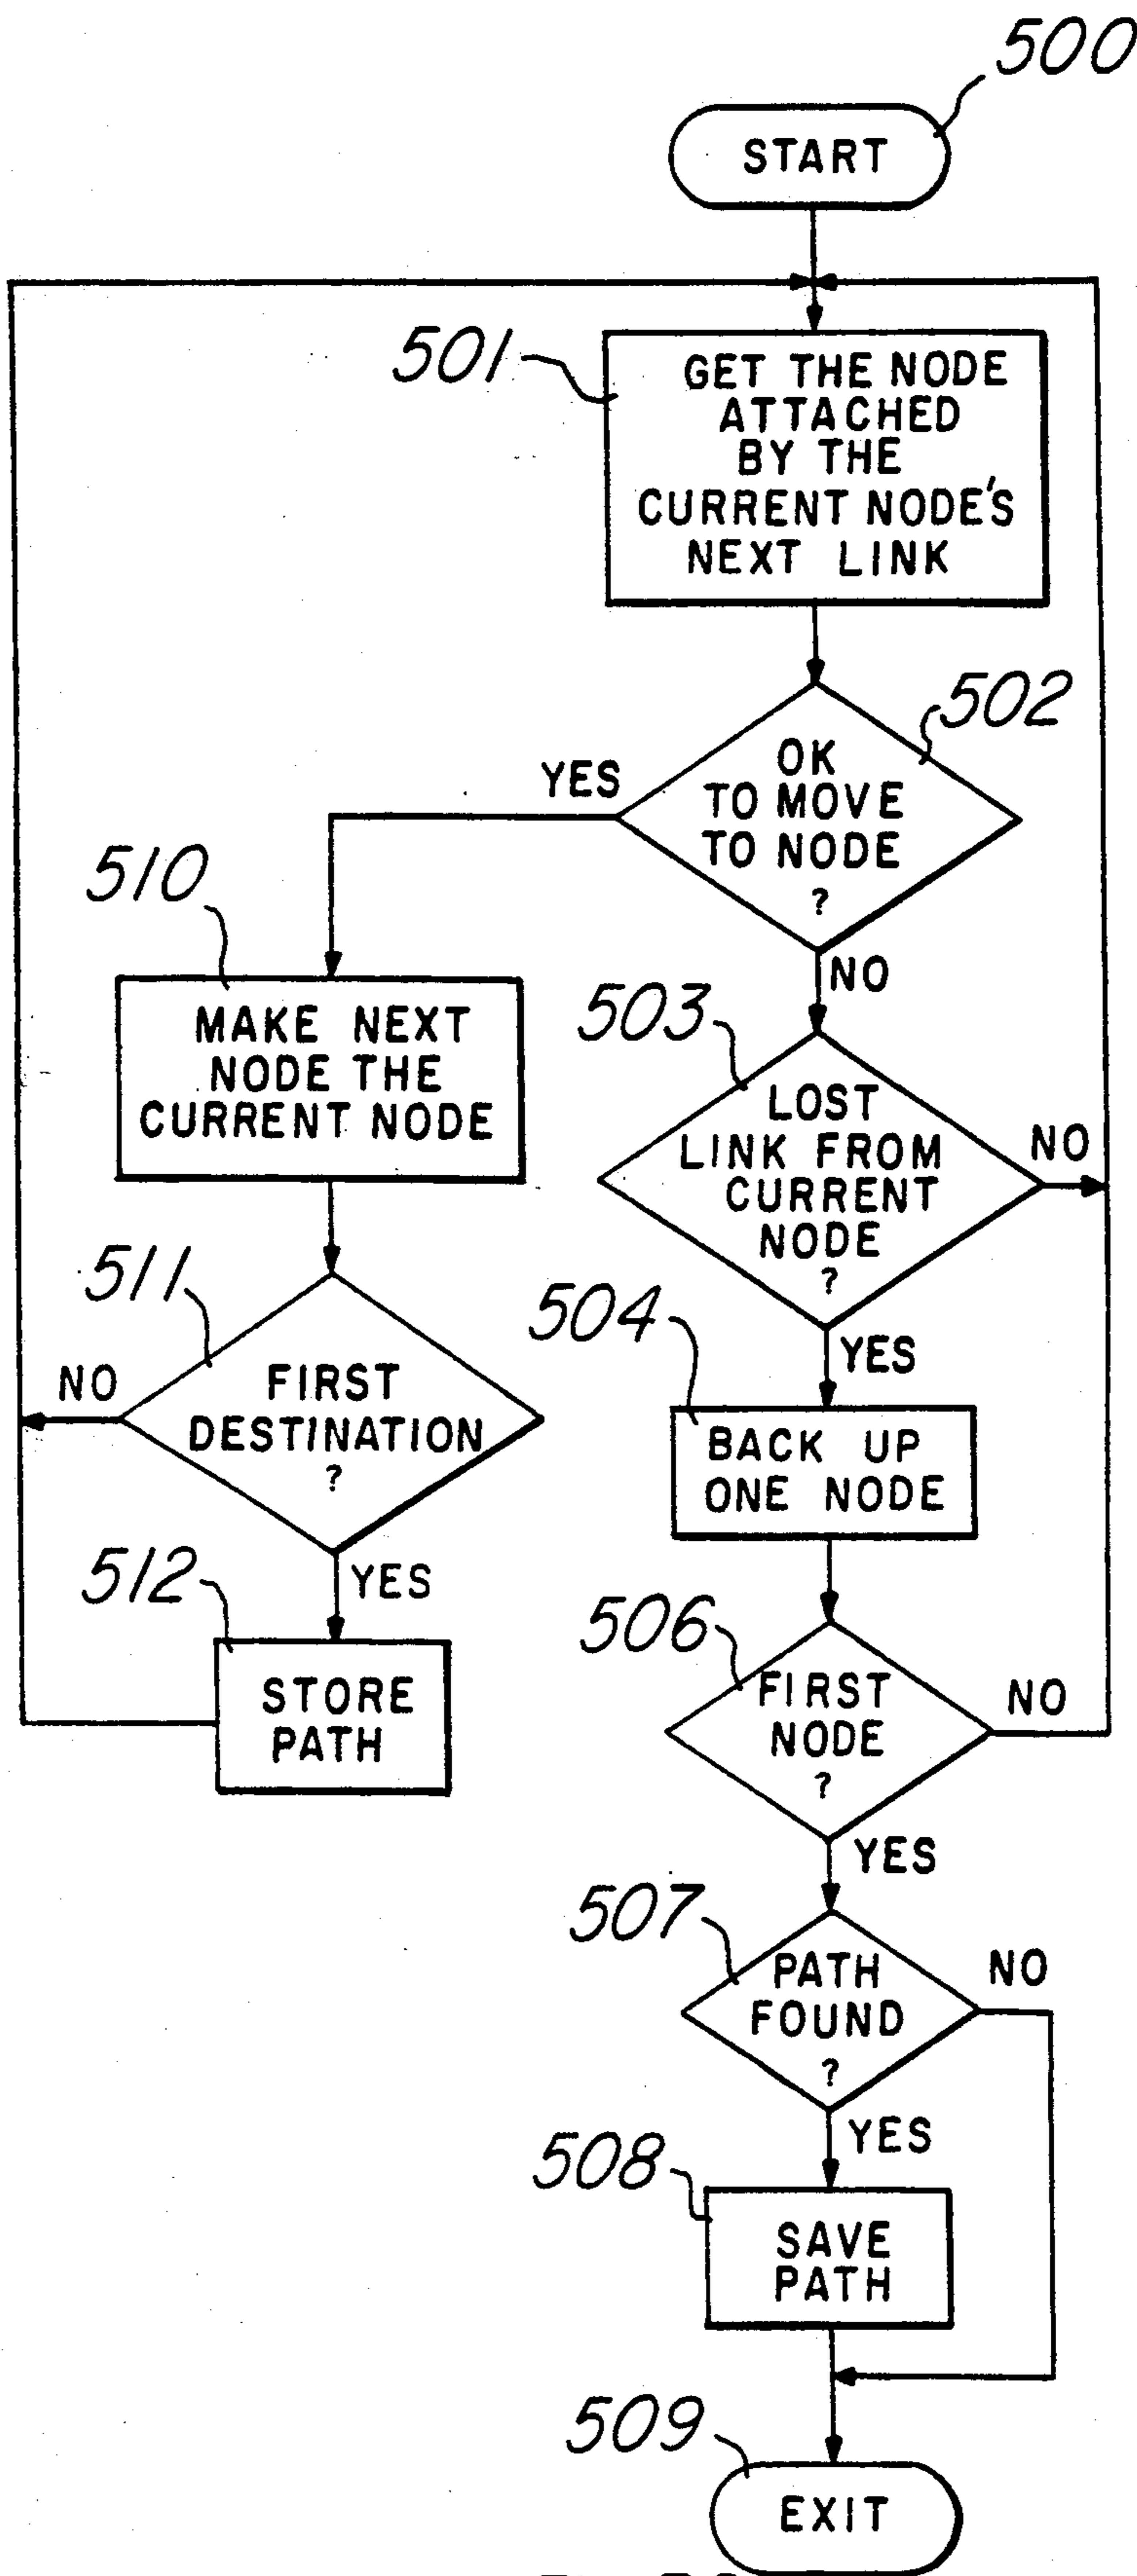 500
START
501
GET THE NODE
ATTACHED
BY THE
CURRENT NODE'S
NEXT LINK
502
OK
TO MOVE
TO NODE
?
YES
NO
510
MAKE NEXT
NODE THE
CURRENT NODE
503
LOST
LINK FROM
CURRENT
NODE
?
NO
YES
511
FIRST
DESTINATION
?
NO
YES
504
BACK UP
ONE NODE
512
STORE
PATH
506
FIRST
NODE
?
NO
YES
507
PATH
FOUND
?
NO
YES
508
SAVE
PATH
509
EXIT